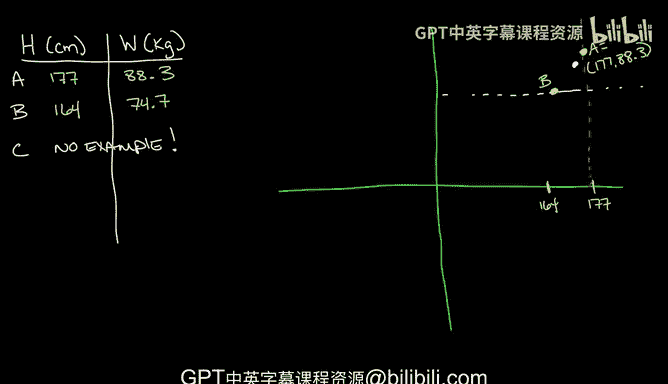 GPT中英字幕课程资源 bilibili
H (cm) W (kg)
A 177 88.3
B 164 74.7
C NO EXAMPLE!
A=
(177,88.3)
B
164 177
GPT中英字幕课程资源@bilibili.com